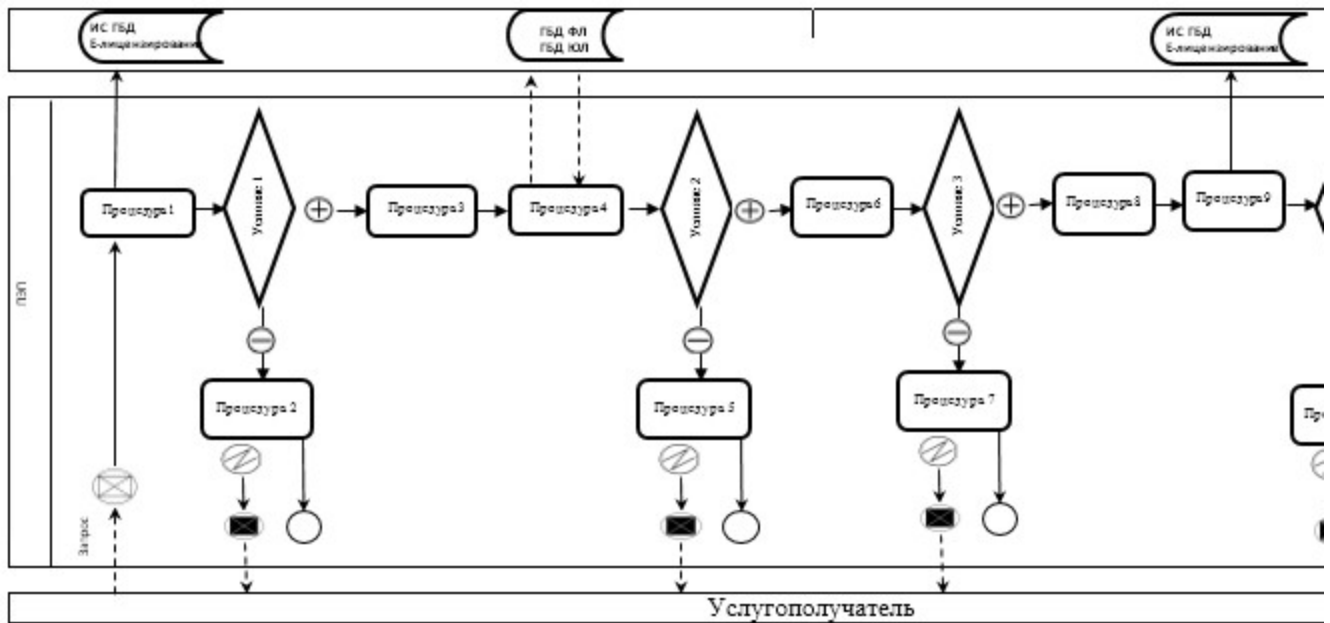 ИС ГБД
Е-лицензирование
ГБД ФЛ
ГБД ЮЛ
ИС ГБД
Е-лицензирование
ПЭП
Процедура 1
Условие 1
Процедура 3
Процедура 4
Условие 2
Процедура 6
Условие 3
Процедура 8
Процедура 9
Процедура 2
Процедура 5
Процедура 7
Запрос
Услугополучатель